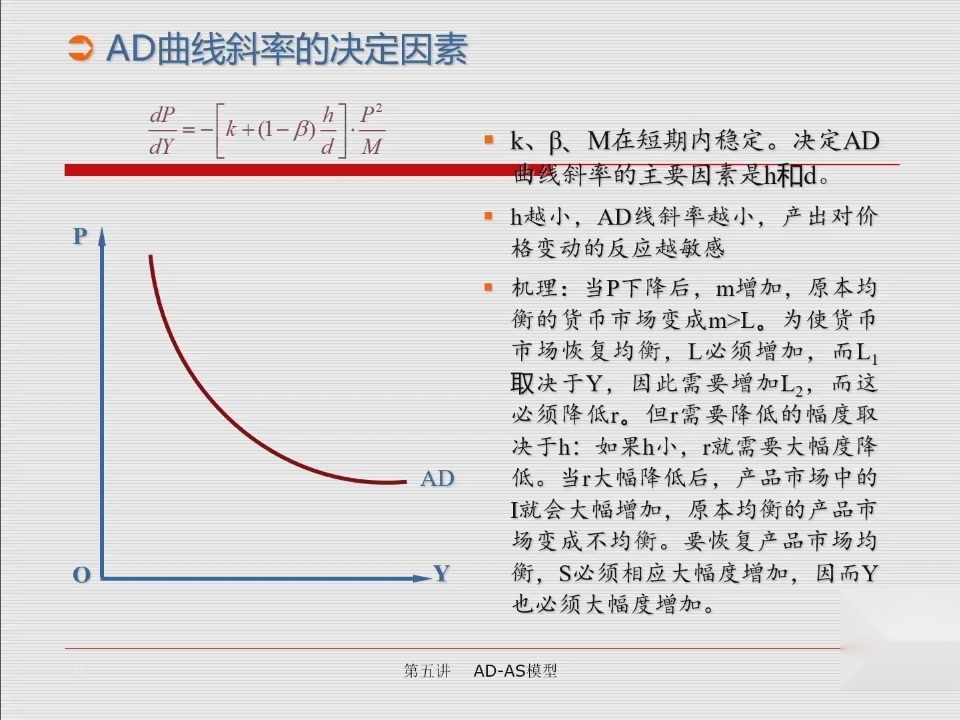 AD曲线斜率的决定因素
dP/dY = −[k + (1 − β) h/d] · P²/M
k、β、M在短期内稳定。决定AD
曲线斜率的主要因素是h和d。
h越小，AD线斜率越小，产出对价
格变动的反应越敏感
机理：当P下降后，m增加，原本均
衡的货币市场变成m>L。为使货币
市场恢复均衡，L必须增加，而L₁
取决于Y，因此需要增加L₂，而这
必须降低r。但r需要降低的幅度取
决于h：如果h小，r就需要大幅度降
低。当r大幅降低后，产品市场中的
I就会大幅增加，原本均衡的产品市
场变成不均衡。要恢复产品市场均
衡，S必须相应大幅度增加，因而Y
也必须大幅度增加。
P
AD
O
Y
第五讲 AD-AS模型